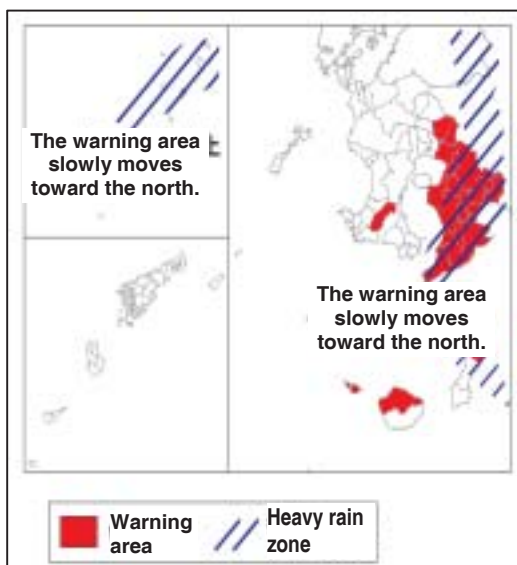 The warning area
slowly moves
toward the north.
The warning area
slowly moves
toward the north.
Warning
area
Heavy rain
zone